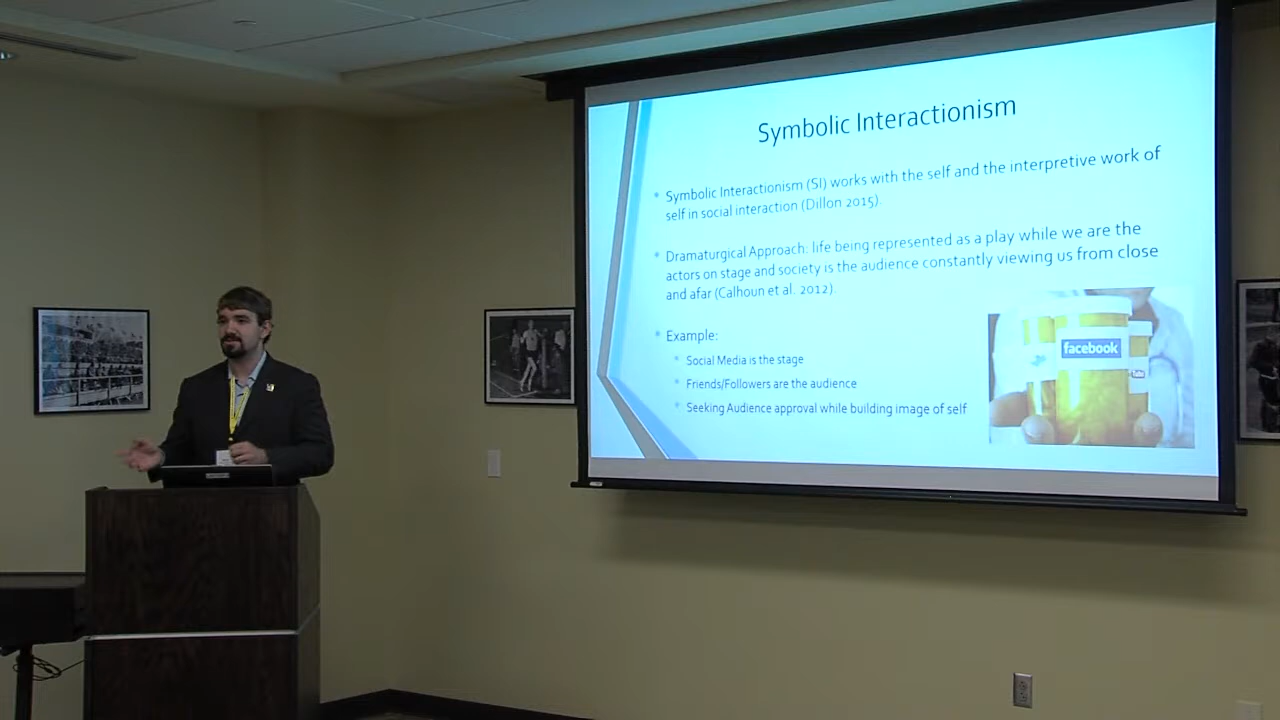 Symbolic Interactionism
Symbolic Interactionism (SI) works with the self and the interpretive work of
self in social interaction (Dillon 2015).
Dramaturgical Approach: life being represented as a play while we are the
actors on stage and society is the audience constantly viewing us from close
and afar (Calhoun et al. 2012).
Example:
Social Media is the stage
Friends/Followers are the audience
Seeking Audience approval while building image of self
facebook
Tube